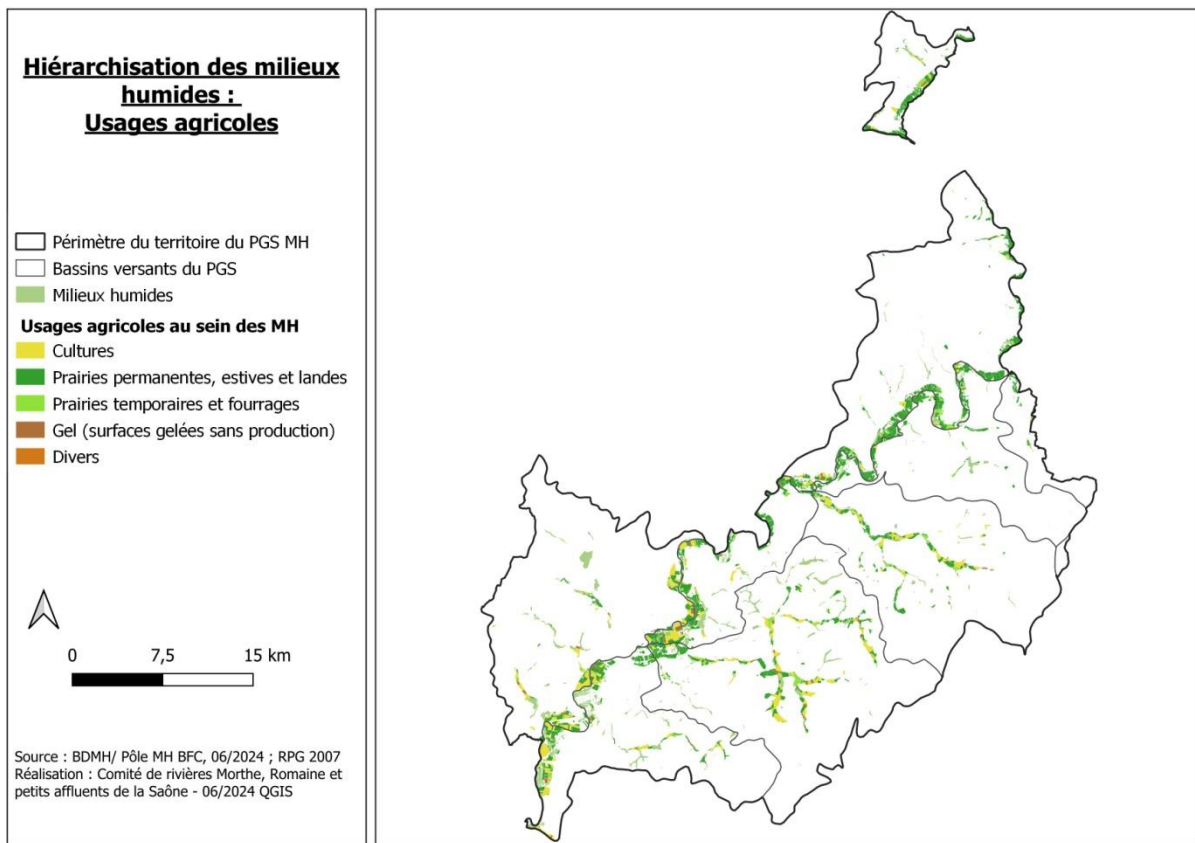 Hiérarchisation des milieux
humides :
Usages agricoles
Périmètre du territoire du PGS MH
Bassins versants du PGS
Milieux humides
Usages agricoles au sein des MH
Cultures
Prairies permanentes, estives et landes
Prairies temporaires et fourrages
Gel (surfaces gelées sans production)
Divers
0 7,5 15 km
Source : BDMH/ Pôle MH BFC, 06/2024 ; RPG 2007
Réalisation : Comité de rivières Morthe, Romaine et
petits affluents de la Saône - 06/2024 QGIS